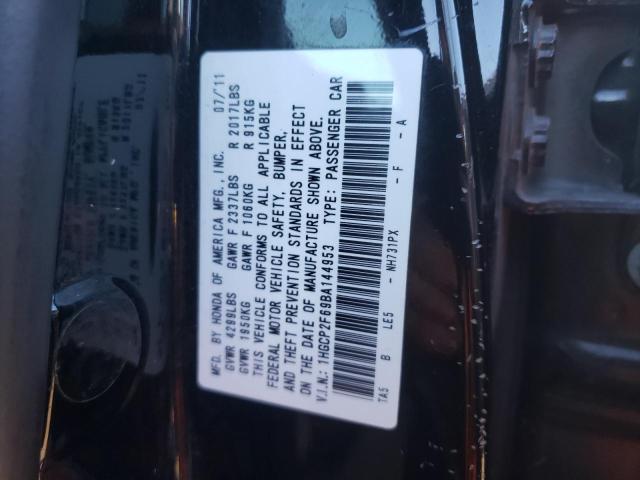 MFD. BY HONDA OF AMERICA MFG., INC. 07/11
GVWR 4299LBS GAWR F 2337LBS R 2017LBS
GVWR 1950KG GAWR F 1060KG R 915KG
THIS VEHICLE CONFORMS TO ALL APPLICABLE
FEDERAL MOTOR VEHICLE SAFETY, BUMPER,
AND THEFT PREVENTION STANDARDS IN EFFECT
ON THE DATE OF MANUFACTURE SHOWN ABOVE.
V.I.N.: 1HGCP2F69BA144953 TYPE: PASSENGER CAR
TA5 B LE5 - NH731PX - F - A